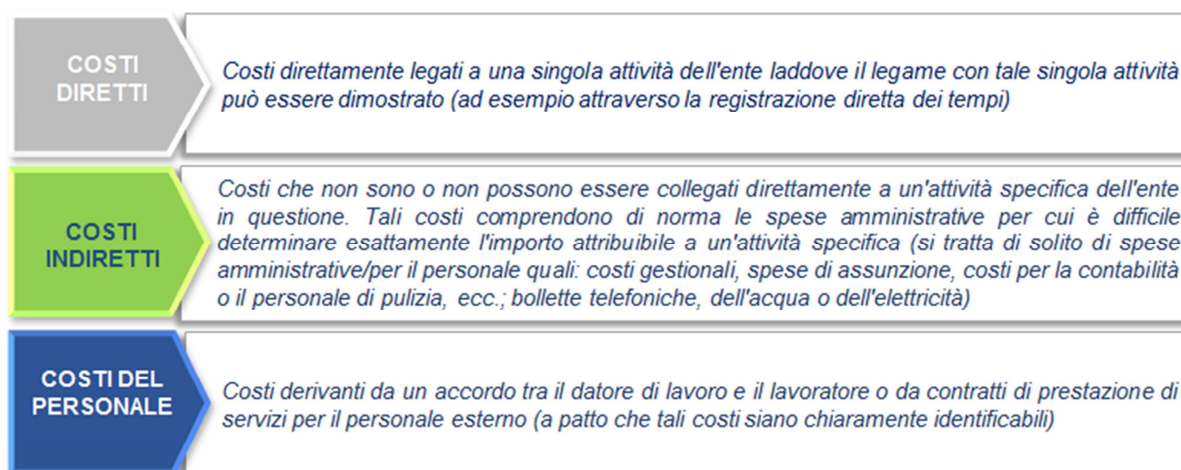 COSTI
DIRETTI
Costi direttamente legati a una singola attività dell'ente laddove il legame con tale singola attività
può essere dimostrato (ad esempio attraverso la registrazione diretta dei tempi)
COSTI
INDIRETTI
Costi che non sono o non possono essere collegati direttamente a un'attività specifica dell'ente
in questione. Tali costi comprendono di norma le spese amministrative per cui è difficile
determinare esattamente l'importo attribuibile a un'attività specifica (si tratta di solito di spese
amministrative/per il personale quali: costi gestionali, spese di assunzione, costi per la contabilità
o il personale di pulizia, ecc.; bollette telefoniche, dell'acqua o dell'elettricità)
COSTI DEL
PERSONALE
Costi derivanti da un accordo tra il datore di lavoro e il lavoratore o da contratti di prestazione di
servizi per il personale esterno (a patto che tali costi siano chiaramente identificabili)